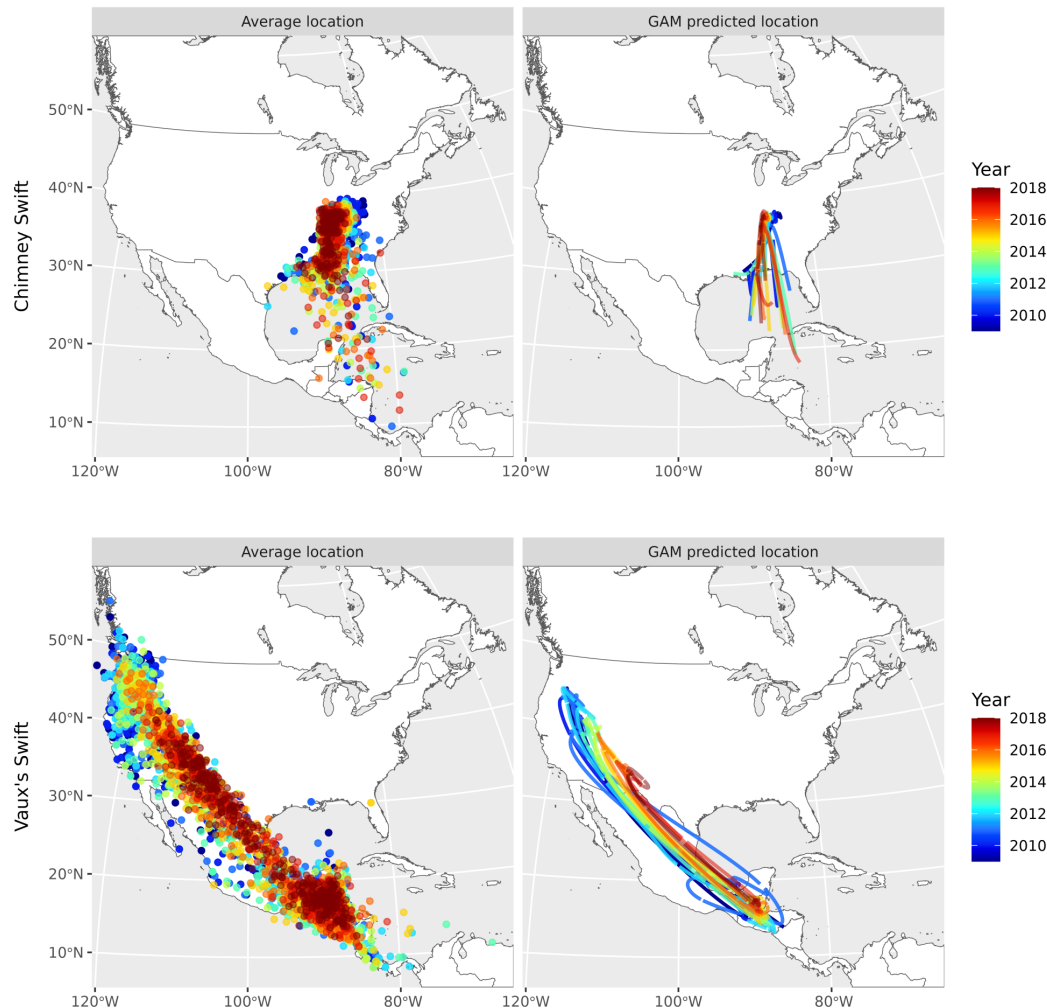 Average location
GAM predicted location
50°N
40°N
30°N
20°N
10°N
Chimney Swift
120°W
100°W
80°W
120°W
100°W
80°W
Year
2018
2016
2014
2012
2010
Average location
GAM predicted location
50°N
40°N
30°N
20°N
10°N
Vaux's Swift
120°W
100°W
80°W
120°W
100°W
80°W
Year
2018
2016
2014
2012
2010